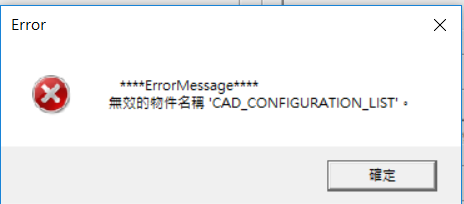 Error
****ErrorMessage****
無效的物件名稱 'CAD_CONFIGURATION_LIST'。
確定